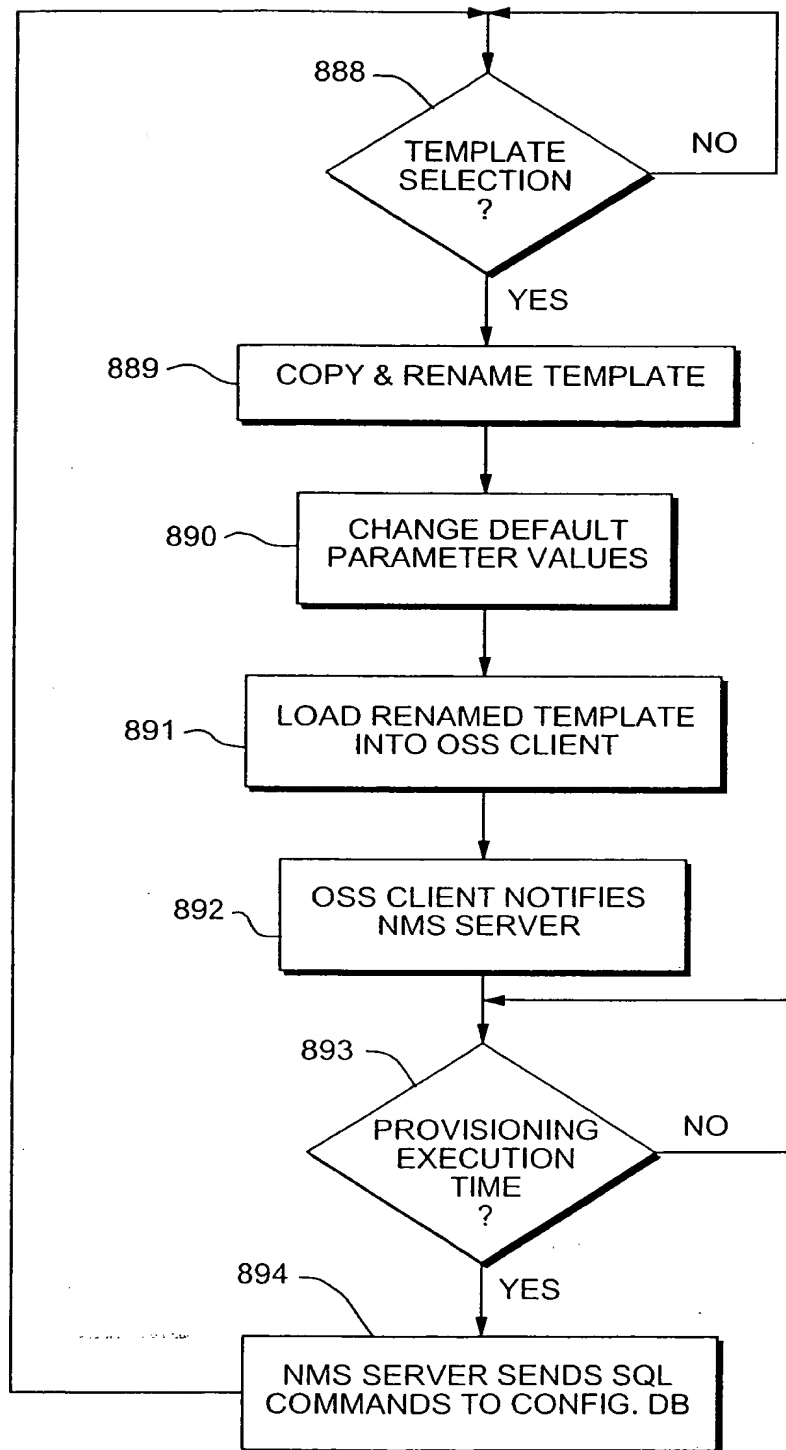 888
TEMPLATE
SELECTION
?
NO
YES
889
COPY & RENAME TEMPLATE
890
CHANGE DEFAULT
PARAMETER VALUES
891
LOAD RENAMED TEMPLATE
INTO OSS CLIENT
892
OSS CLIENT NOTIFIES
NMS SERVER
893
PROVISIONING
EXECUTION
TIME
?
NO
YES
894
NMS SERVER SENDS SQL
COMMANDS TO CONFIG. DB